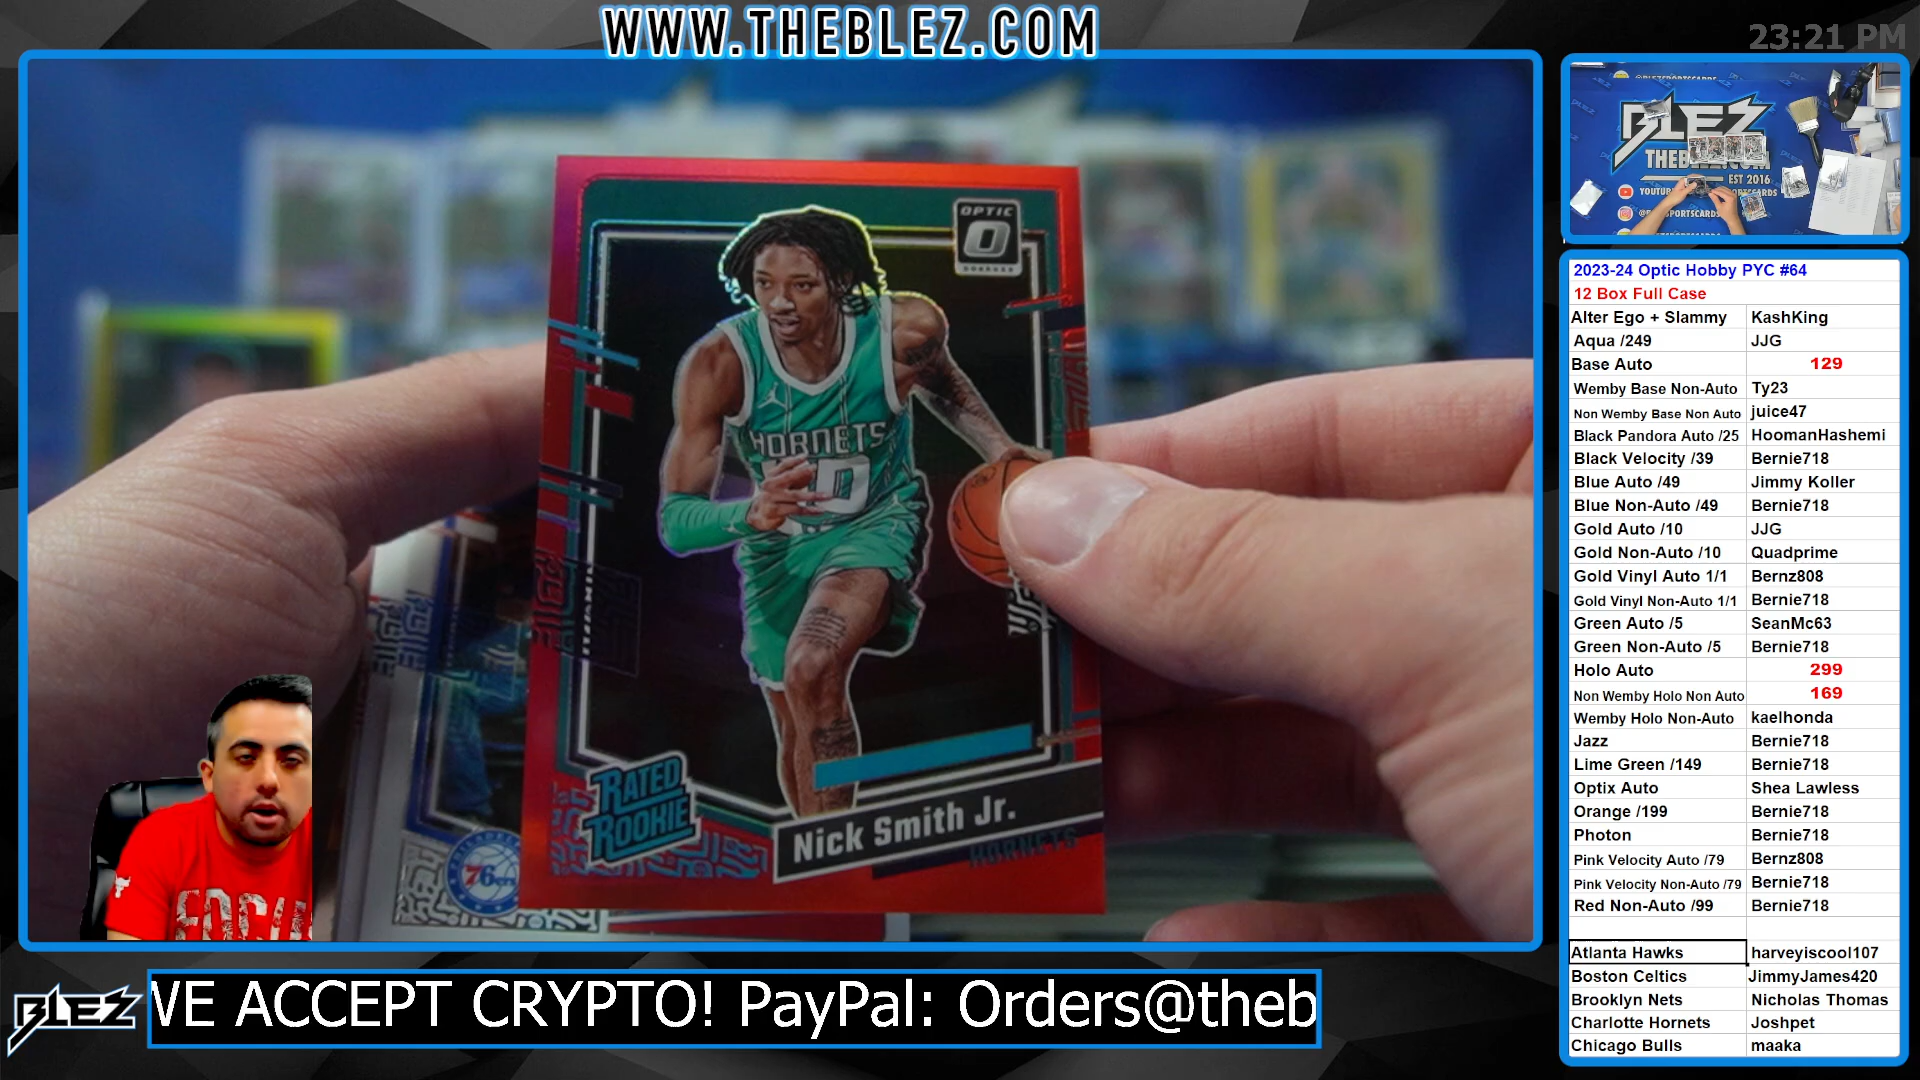 WWW.THEBLEZ.COM
23:21 PM
OPTIC
HORNETS
RATED
ROOKIE
Nick Smith Jr.
HORNETS
76ers
BLEZ
THEBLEZ.COM
EST 2016
2023-24 Optic Hobby PYC #64
12 Box Full Case
Alter Ego + Slammy KashKing
Aqua /249 JJG
Base Auto 129
Wemby Base Non-Auto Ty23
Non Wemby Base Non Auto juice47
Black Pandora Auto /25 HoomanHashemi
Black Velocity /39 Bernie718
Blue Auto /49 Jimmy Koller
Blue Non-Auto /49 Bernie718
Gold Auto /10 JJG
Gold Non-Auto /10 Quadprime
Gold Vinyl Auto 1/1 Bernz808
Gold Vinyl Non-Auto 1/1 Bernie718
Green Auto /5 SeanMc63
Green Non-Auto /5 Bernie718
Holo Auto 299
Non Wemby Holo Non Auto 169
Wemby Holo Non-Auto kaelhonda
Jazz Bernie718
Lime Green /149 Bernie718
Optix Auto Shea Lawless
Orange /199 Bernie718
Photon Bernie718
Pink Velocity Auto /79 Bernz808
Pink Velocity Non-Auto /79 Bernie718
Red Non-Auto /99 Bernie718
Atlanta Hawks harveyiscool107
Boston Celtics JimmyJames420
Brooklyn Nets Nicholas Thomas
Charlotte Hornets Joshpet
Chicago Bulls maaka
BLEZ
WE ACCEPT CRYPTO! PayPal: Orders@theb